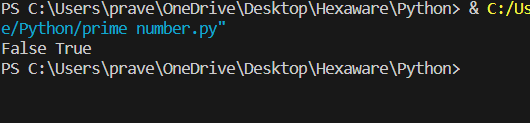 PS C:\Users\prave\OneDrive\Desktop\Hexaware\Python> & C:/Us
e/Python/prime number.py"
False True
PS C:\Users\prave\OneDrive\Desktop\Hexaware\Python>